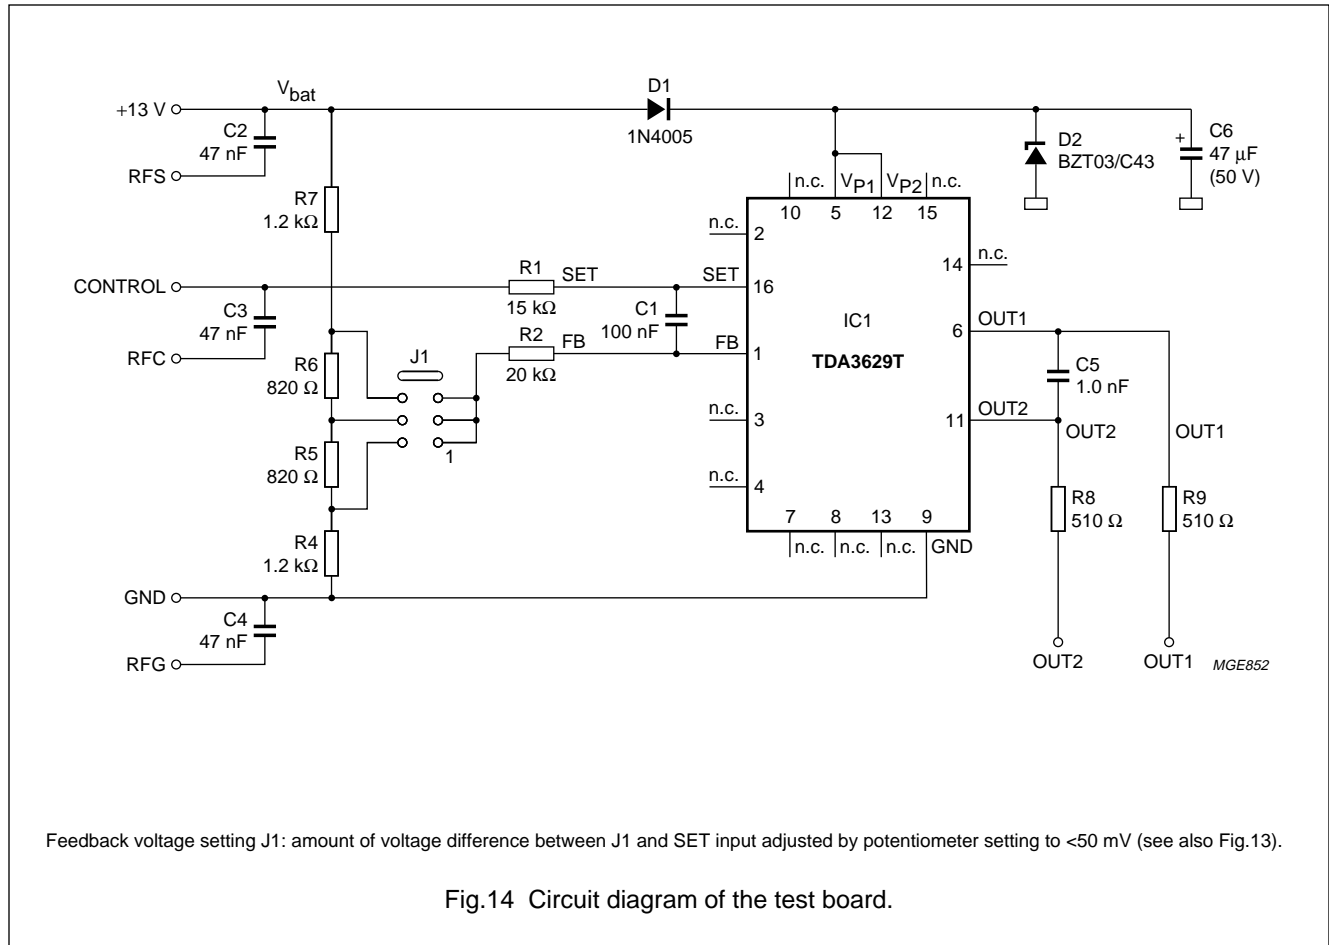 +13 V
Vbat
D1
1N4005
C2
47 nF
RFS
R7
1.2 kΩ
D2
BZT03/C43
+
C6
47 μF
(50 V)
n.c.
VP1
VP2
n.c.
10
5
12
15
n.c.
2
14
n.c.
CONTROL
R1
15 kΩ
SET
SET
16
C3
47 nF
RFC
C1
100 nF
IC1
TDA3629T
6
OUT1
R2
20 kΩ
FB
FB
1
R6
820 Ω
J1
C5
1.0 nF
n.c.
3
11
OUT2
OUT2
OUT1
R5
820 Ω
1
n.c.
4
R8
510 Ω
R9
510 Ω
7
8
13
9
n.c.
n.c.
n.c.
GND
R4
1.2 kΩ
GND
C4
47 nF
RFG
OUT2
OUT1
MGE852
Feedback voltage setting J1: amount of voltage difference between J1 and SET input adjusted by potentiometer setting to <50 mV (see also Fig.13).
Fig.14 Circuit diagram of the test board.